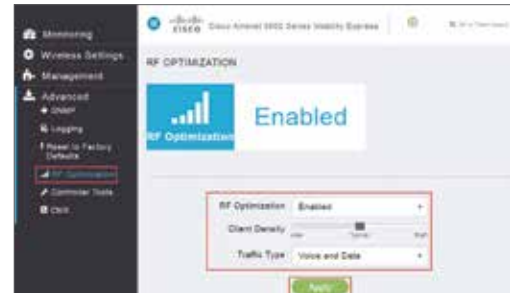 Monitoring
Wireless Settings
Management
Advanced
SNMP
Logging
Reset to Factory
Defaults
RF Optimization
Controller Tools
CMX
CISCO Cisco Aironet Series Mobility Express
RF OPTIMIZATION
RF Optimization
Enabled
RF Optimization Enabled
Client Density
Low Typical High
Traffic Type Voice and Data
Apply